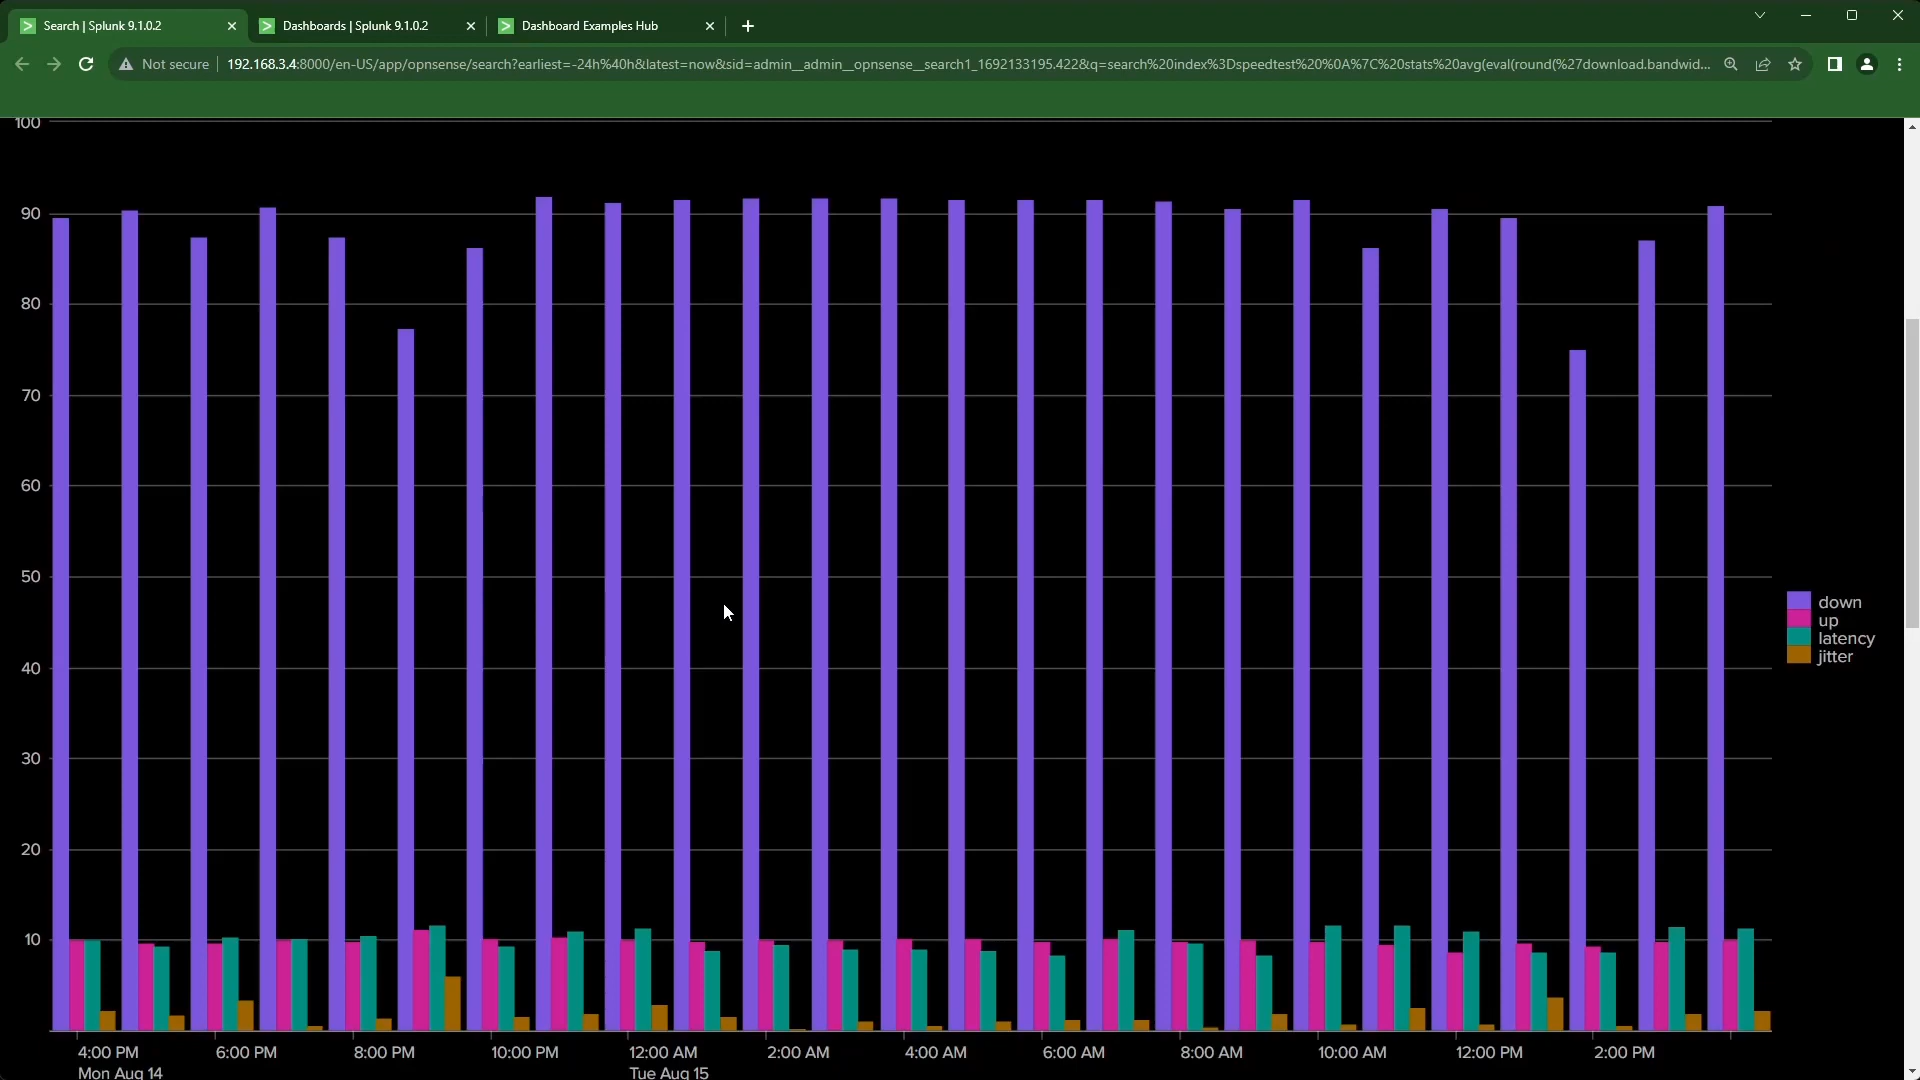 Search | Splunk 9.1.0.2
Dashboards | Splunk 9.1.0.2
Dashboard Examples Hub
Not secure
192.168.3.4:8000/en-US/app/opnsense/search?earliest=-24h%40h&latest=now&sid=admin__admin__opnsense__search1_1692133195.422&q=search%20index%3Dspeedtest%20%0A%7C%20stats%20avg(eval(round(%27download.bandwid...
100
90
80
70
60
50
40
30
20
10
down
up
latency
jitter
4:00 PM 6:00 PM 8:00 PM 10:00 PM 12:00 AM 2:00 AM 4:00 AM 6:00 AM 8:00 AM 10:00 AM 12:00 PM 2:00 PM
Mon Aug 14 Tue Aug 15